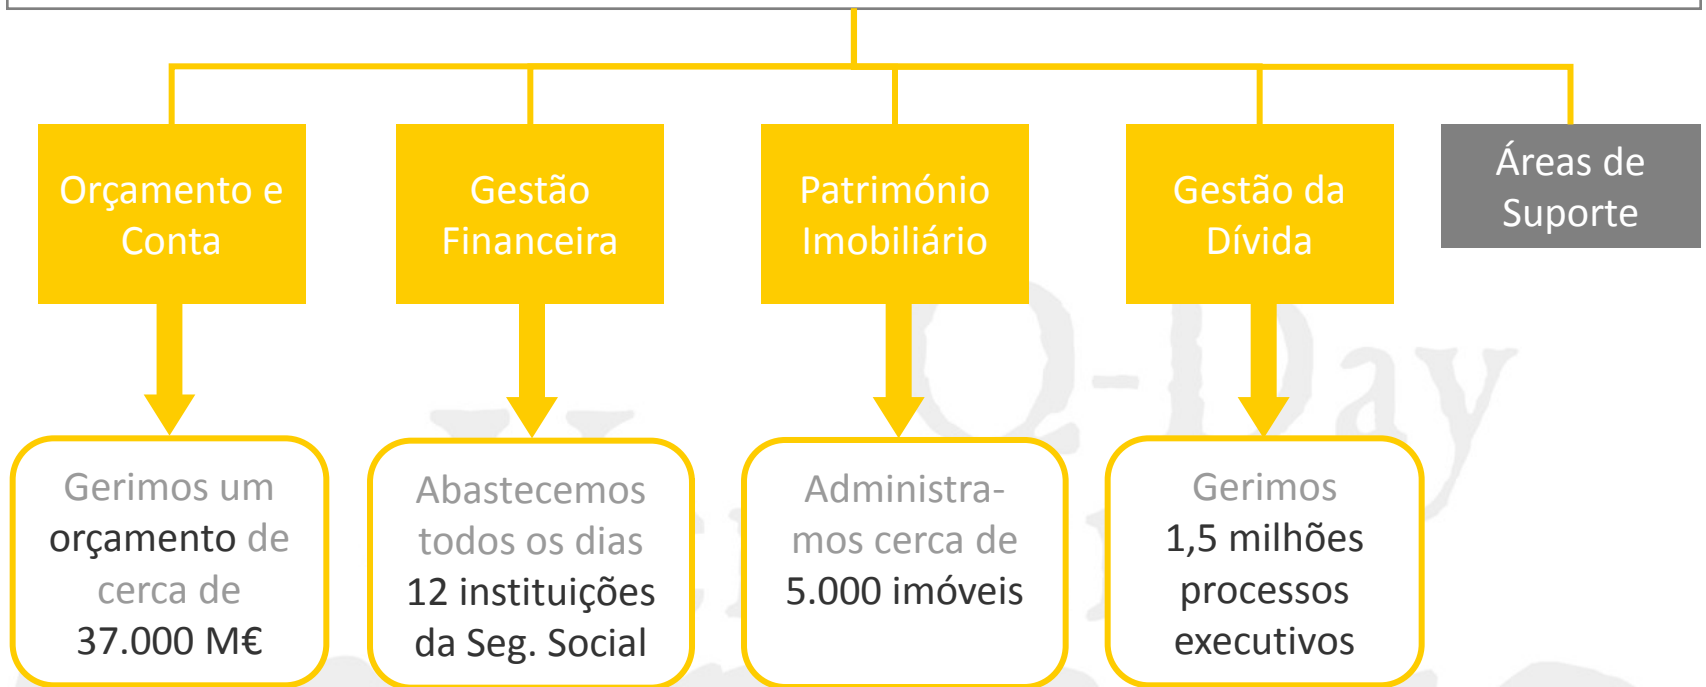 Orçamento e
Conta
Gestão
Financeira
Património
Imobiliário
Gestão da
Dívida
Áreas de
Suporte
Gerimos um
orçamento de
cerca de
37.000 M€
Abastecemos
todos os dias
12 instituições
da Seg. Social
Administra-
mos cerca de
5.000 imóveis
Gerimos
1,5 milhões
processos
executivos
Q-Day